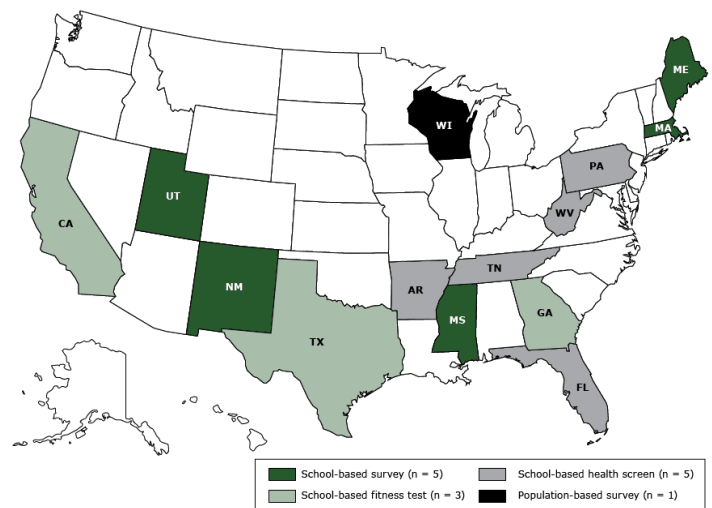 ME
WI
MA
PA
UT
WV
CA
TN
NM
AR
MS
GA
TX
FL
School-based survey (n = 5)
School-based health screen (n = 5)
School-based fitness test (n = 3)
Population-based survey (n = 1)